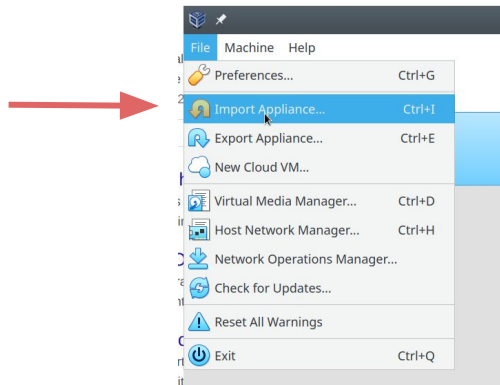 File Machine Help
Preferences... Ctrl+G
Import Appliance... Ctrl+I
Export Appliance... Ctrl+E
New Cloud VM...
Virtual Media Manager... Ctrl+D
Host Network Manager... Ctrl+H
Network Operations Manager...
Check for Updates...
Reset All Warnings
Exit Ctrl+Q